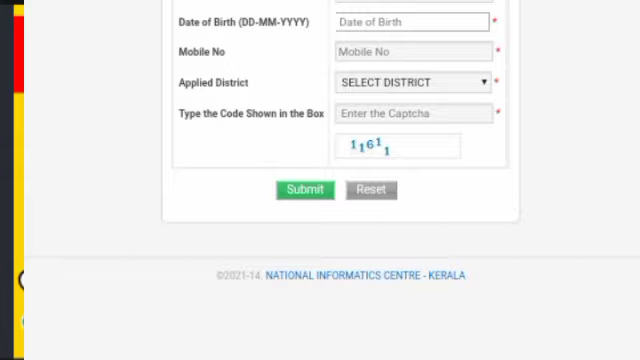 Date of Birth (DD-MM-YYYY) Date of Birth *
Mobile No Mobile No *
Applied District SELECT DISTRICT ▼ *
Type the Code Shown in the Box Enter the Captcha *
11611
Submit Reset
©2021-14. NATIONAL INFORMATICS CENTRE - KERALA